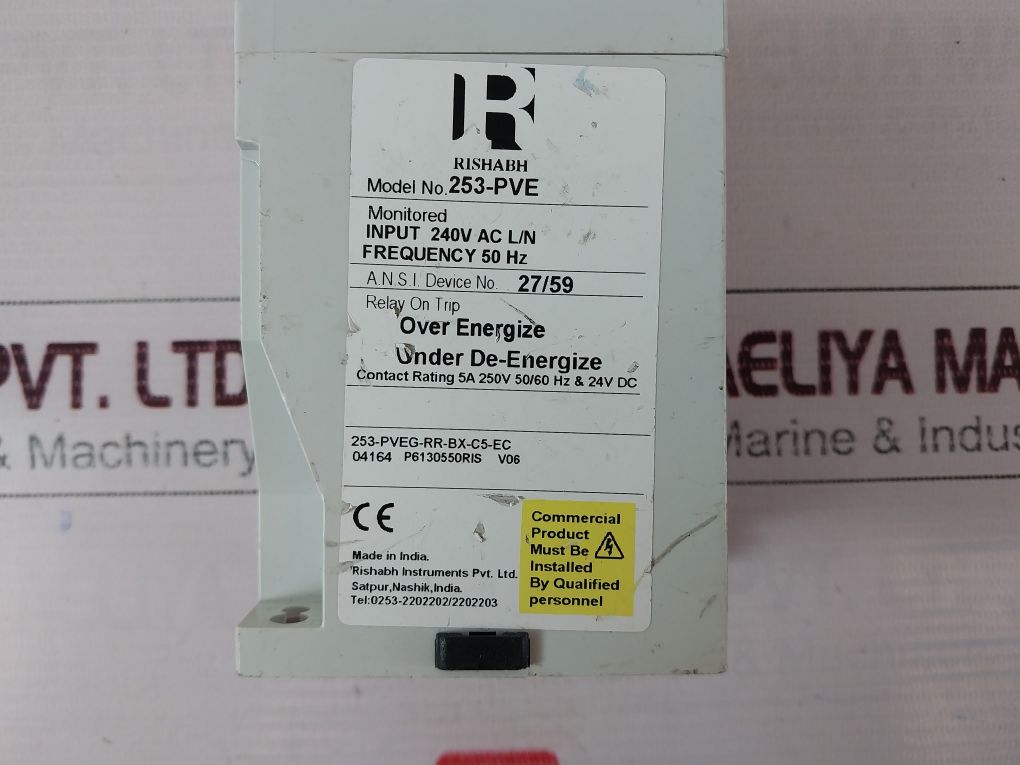 RISHABH
Model No. 253-PVE
Monitored
INPUT 240V AC L/N
FREQUENCY 50 Hz
A.N.S.I. Device No. 27/59
Relay On Trip
Over Energize
Under De-Energize
Contact Rating 5A 250V 50/60 Hz & 24V DC
253-PVEG-RR-BX-C5-EC
04164 P6130550RIS V06
CE
Made in India.
Rishabh Instruments Pvt. Ltd.
Satpur,Nashik,India.
Tel:0253-2202202/2202203
Commercial
Product
Must Be
Installed
By Qualified
personnel
PVT. LTD
& Machinery
AELIYA MA
Marine & Indus